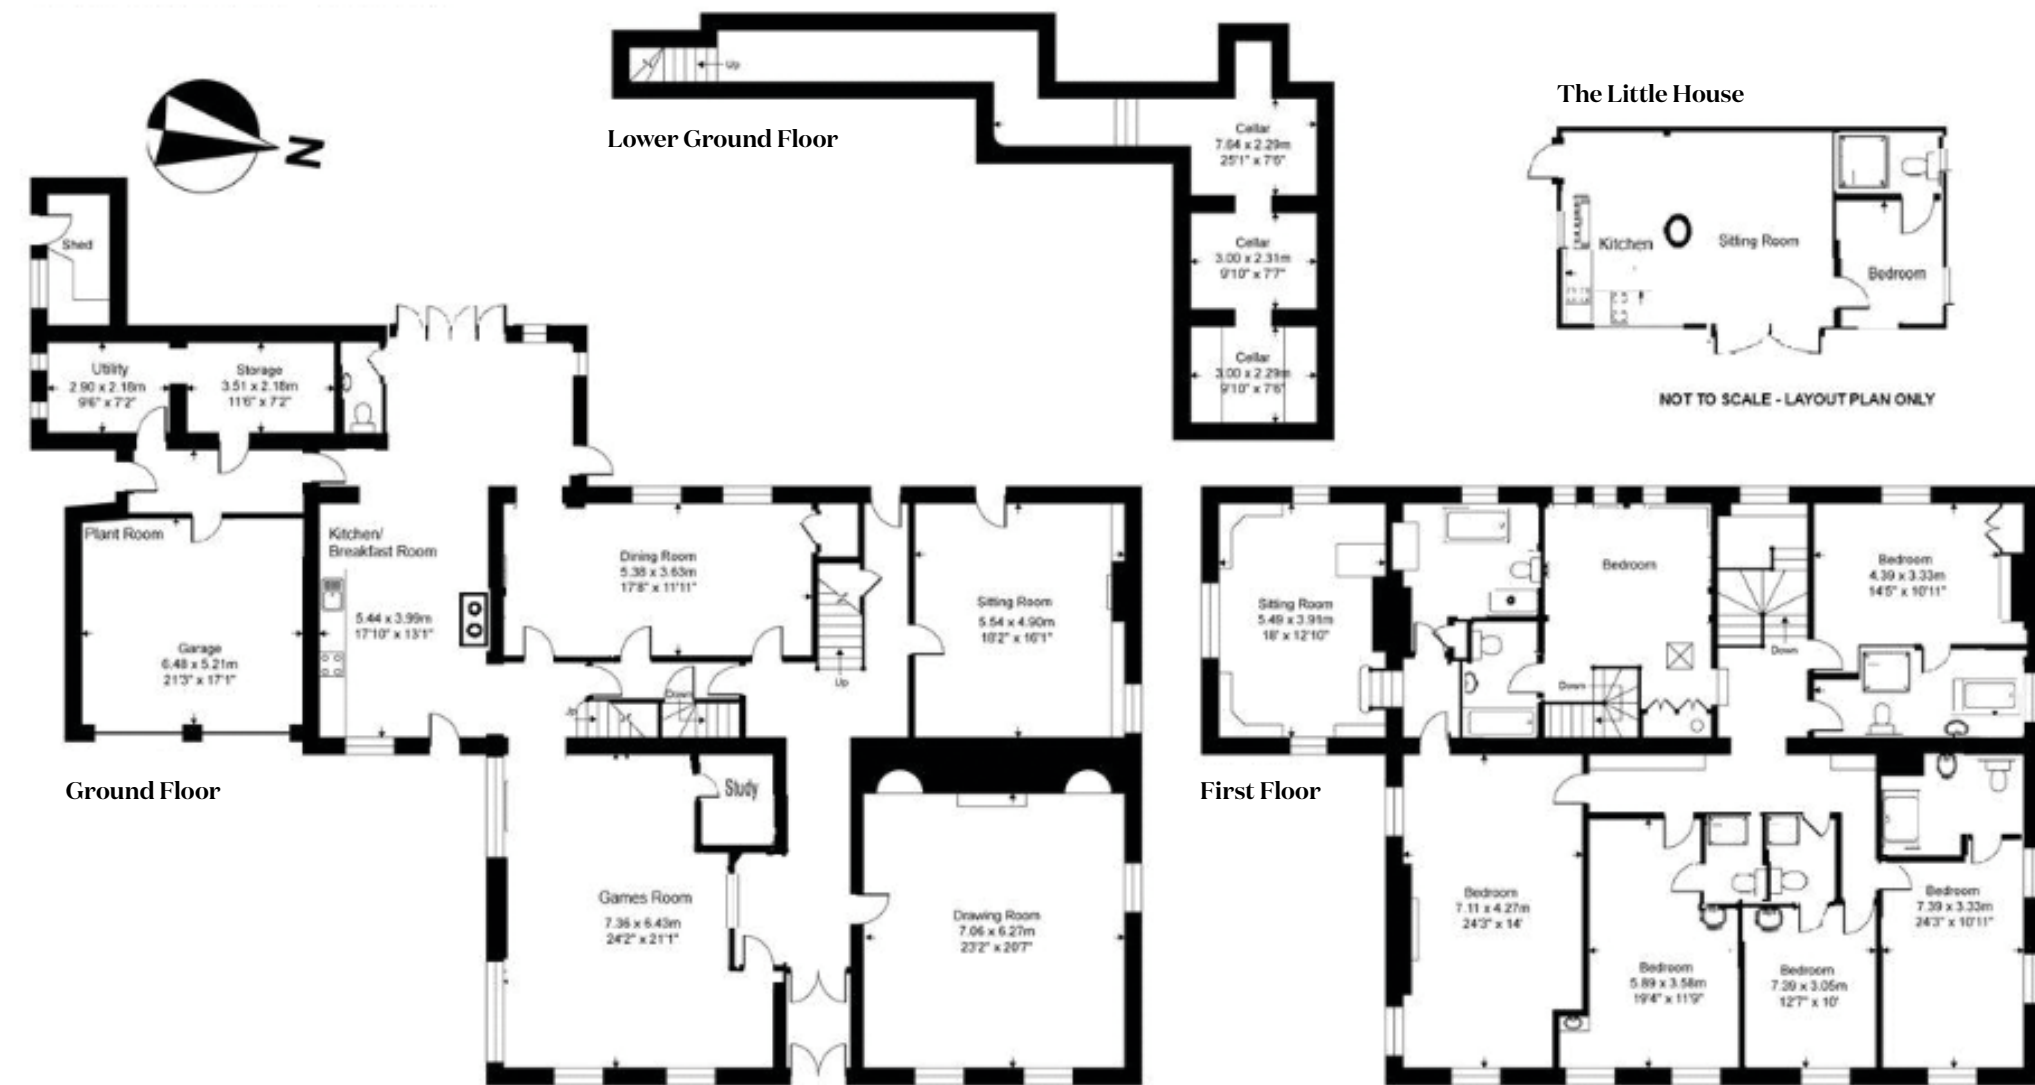 Lower Ground Floor
Up
Cellar
7.64 x 2.29m
25'1" x 7'6"
Cellar
3.00 x 2.31m
9'10" x 7'7"
Cellar
3.00 x 2.29m
9'10" x 7'6"
The Little House
Kitchen
Sitting Room
Bedroom
NOT TO SCALE - LAYOUT PLAN ONLY
N
Shed
Utility
2.90 x 2.18m
9'6" x 7'2"
Storage
3.51 x 2.18m
11'6" x 7'2"
Plant Room
Kitchen/
Breakfast Room
5.44 x 3.99m
17'10" x 13'1"
Garage
6.48 x 5.21m
21'3" x 17'1"
Dining Room
5.38 x 3.63m
17'8" x 11'11"
Up
Down
Up
Sitting Room
5.54 x 4.90m
18'2" x 16'1"
Study
Games Room
7.36 x 6.43m
24'2" x 21'1"
Drawing Room
7.06 x 6.27m
23'2" x 20'7"
Ground Floor
Sitting Room
5.49 x 3.91m
18' x 12'10"
Bedroom
Down
Down
Bedroom
4.39 x 3.33m
14'5" x 10'11"
First Floor
Bedroom
7.11 x 4.27m
24'3" x 14'
Bedroom
5.89 x 3.58m
19'4" x 11'9"
Bedroom
7.39 x 3.05m
12'7" x 10'
Bedroom
7.39 x 3.33m
24'3" x 10'11"